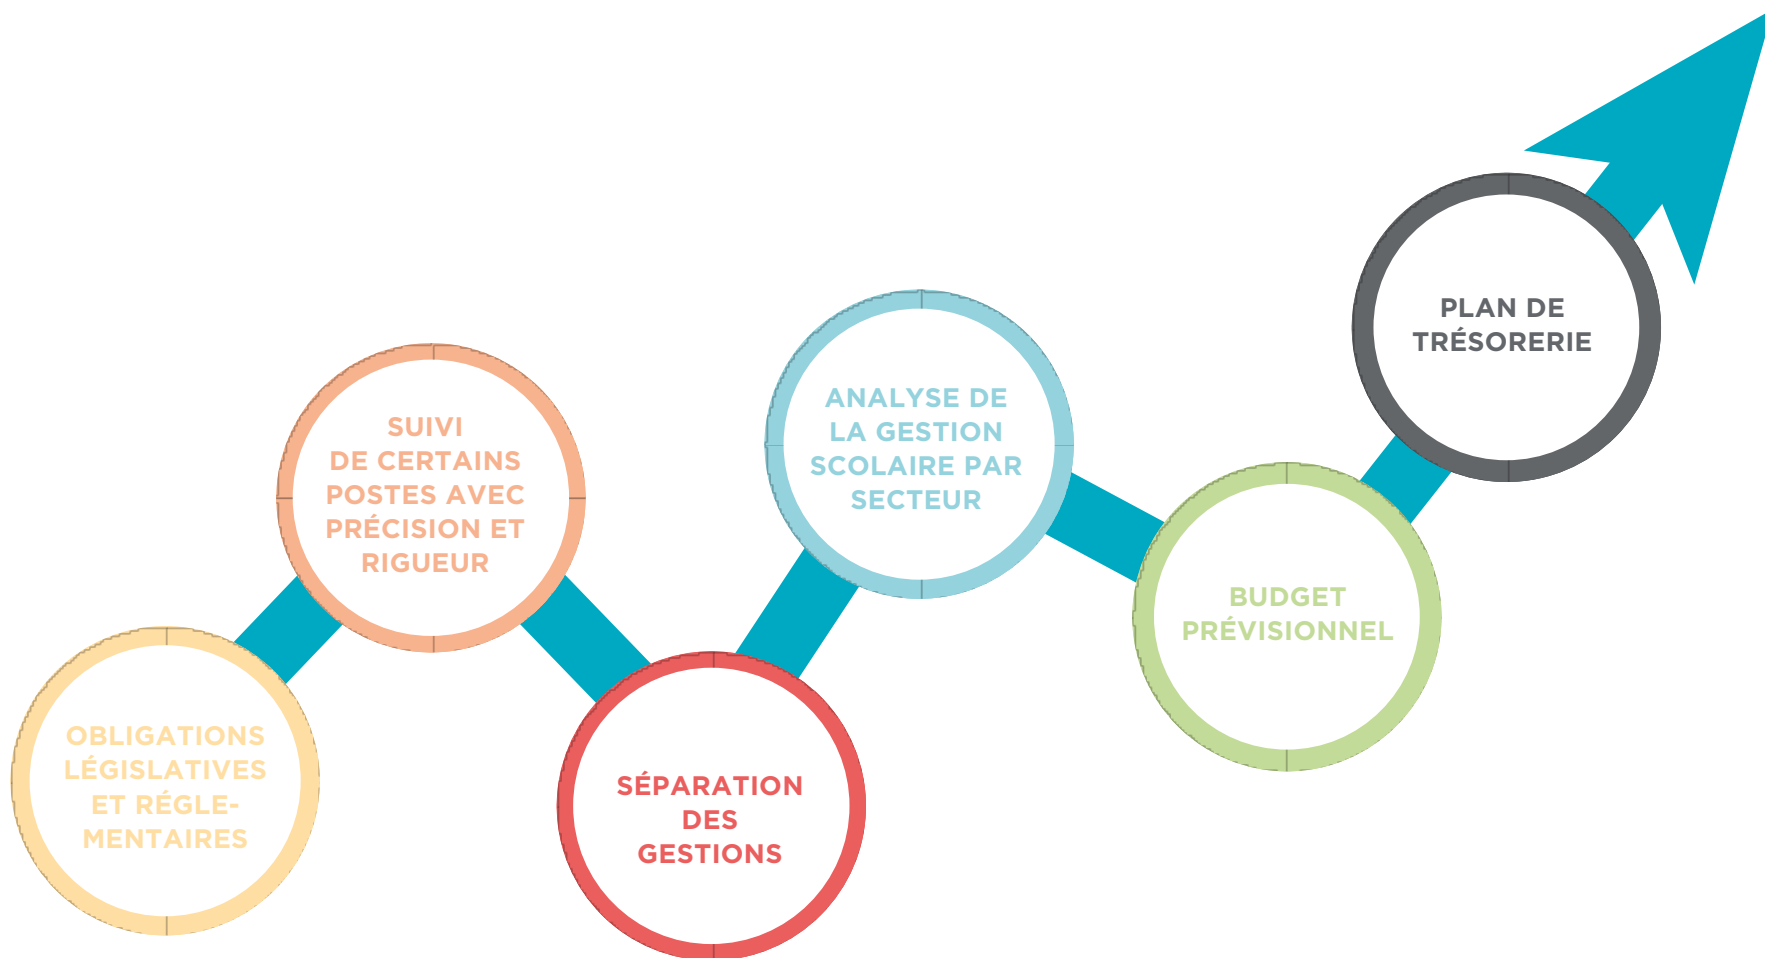 OBLIGATIONS
LÉGISLATIVES
ET RÉGLE-
MENTAIRES
SUIVI
DE CERTAINS
POSTES AVEC
PRÉCISION ET
RIGUEUR
SÉPARATION
DES
GESTIONS
ANALYSE DE
LA GESTION
SCOLAIRE PAR
SECTEUR
BUDGET
PRÉVISIONNEL
PLAN DE
TRÉSORERIE